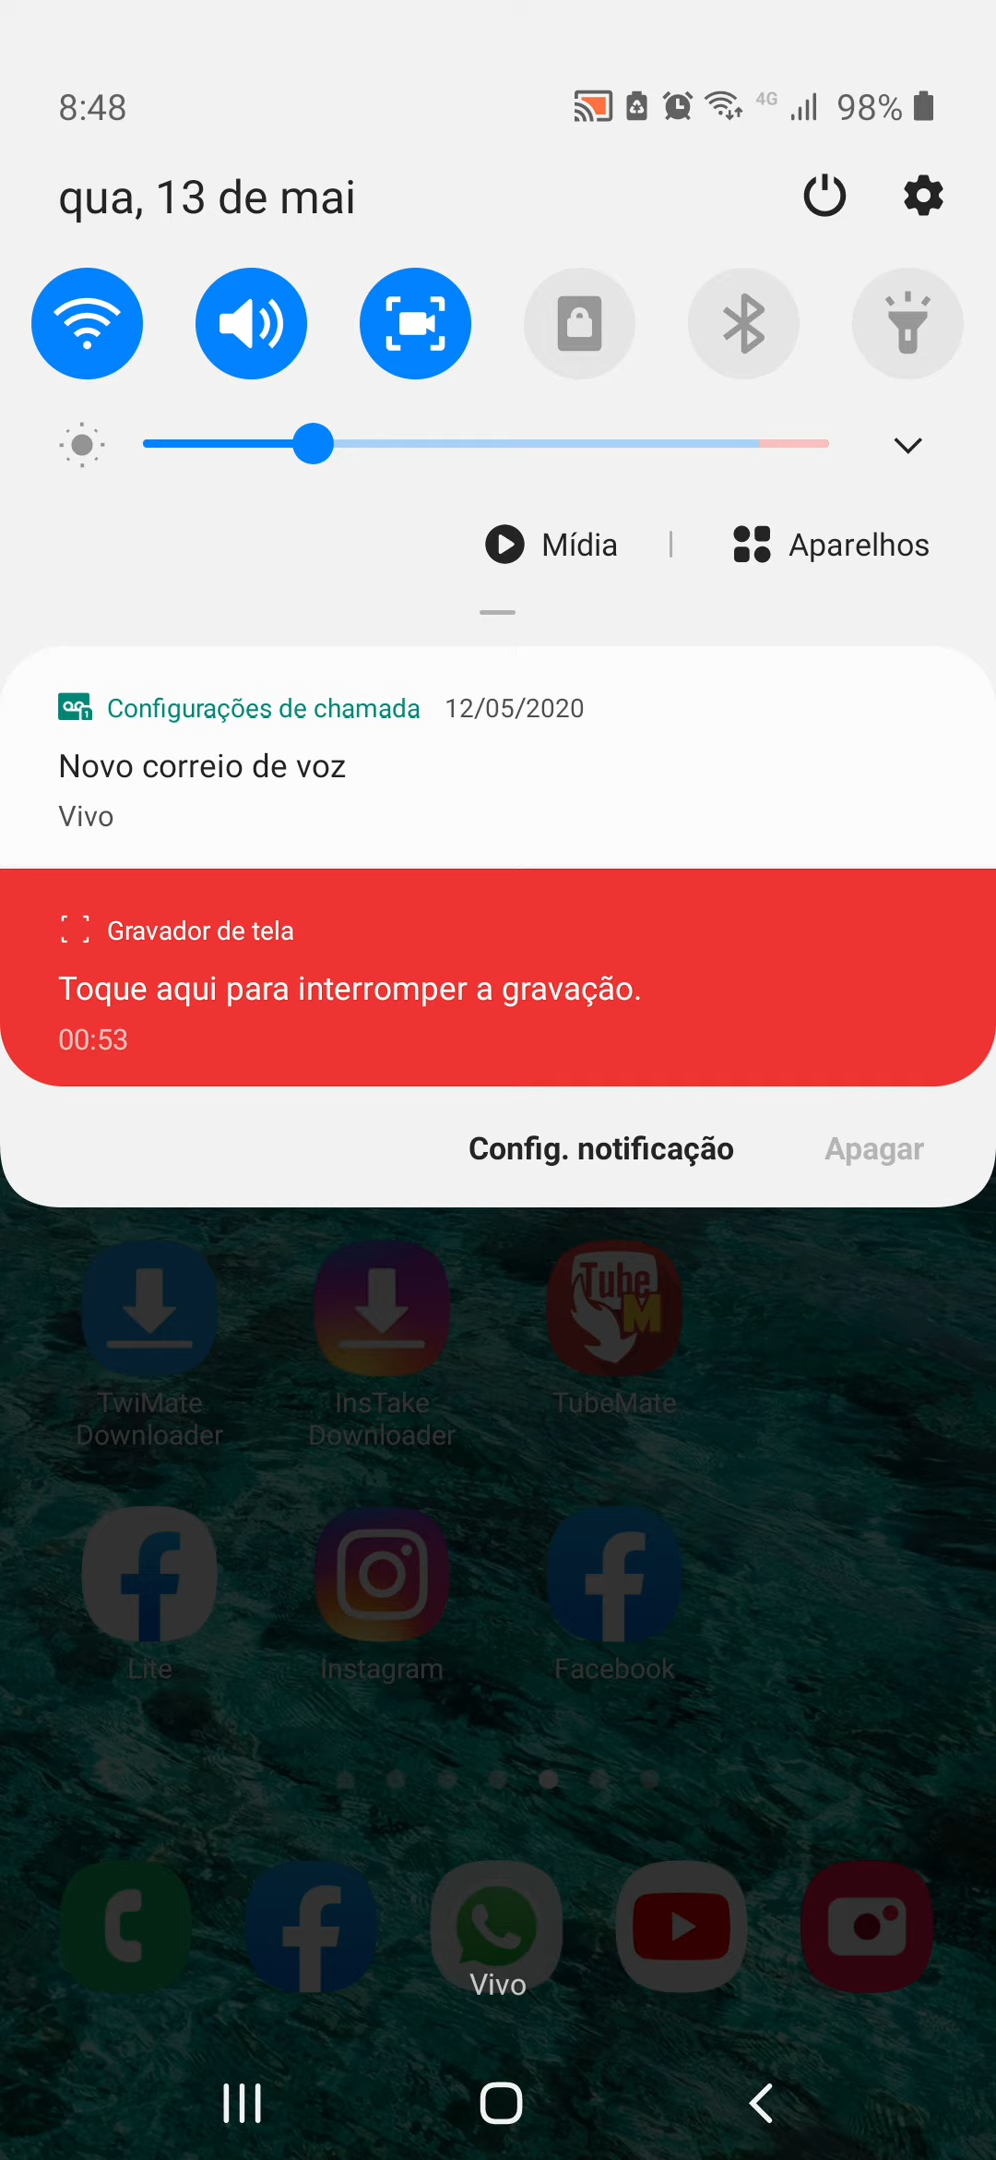 8:48
4G
98%
qua, 13 de mai
Mídia | Aparelhos
Configurações de chamada 12/05/2020
Novo correio de voz
Vivo
Gravador de tela
Toque aqui para interromper a gravação.
00:53
Config. notificação Apagar
Tube
M
TwiMate
Downloader
InsTake
Downloader
TubeMate
Lite
Instagram
Facebook
Vivo